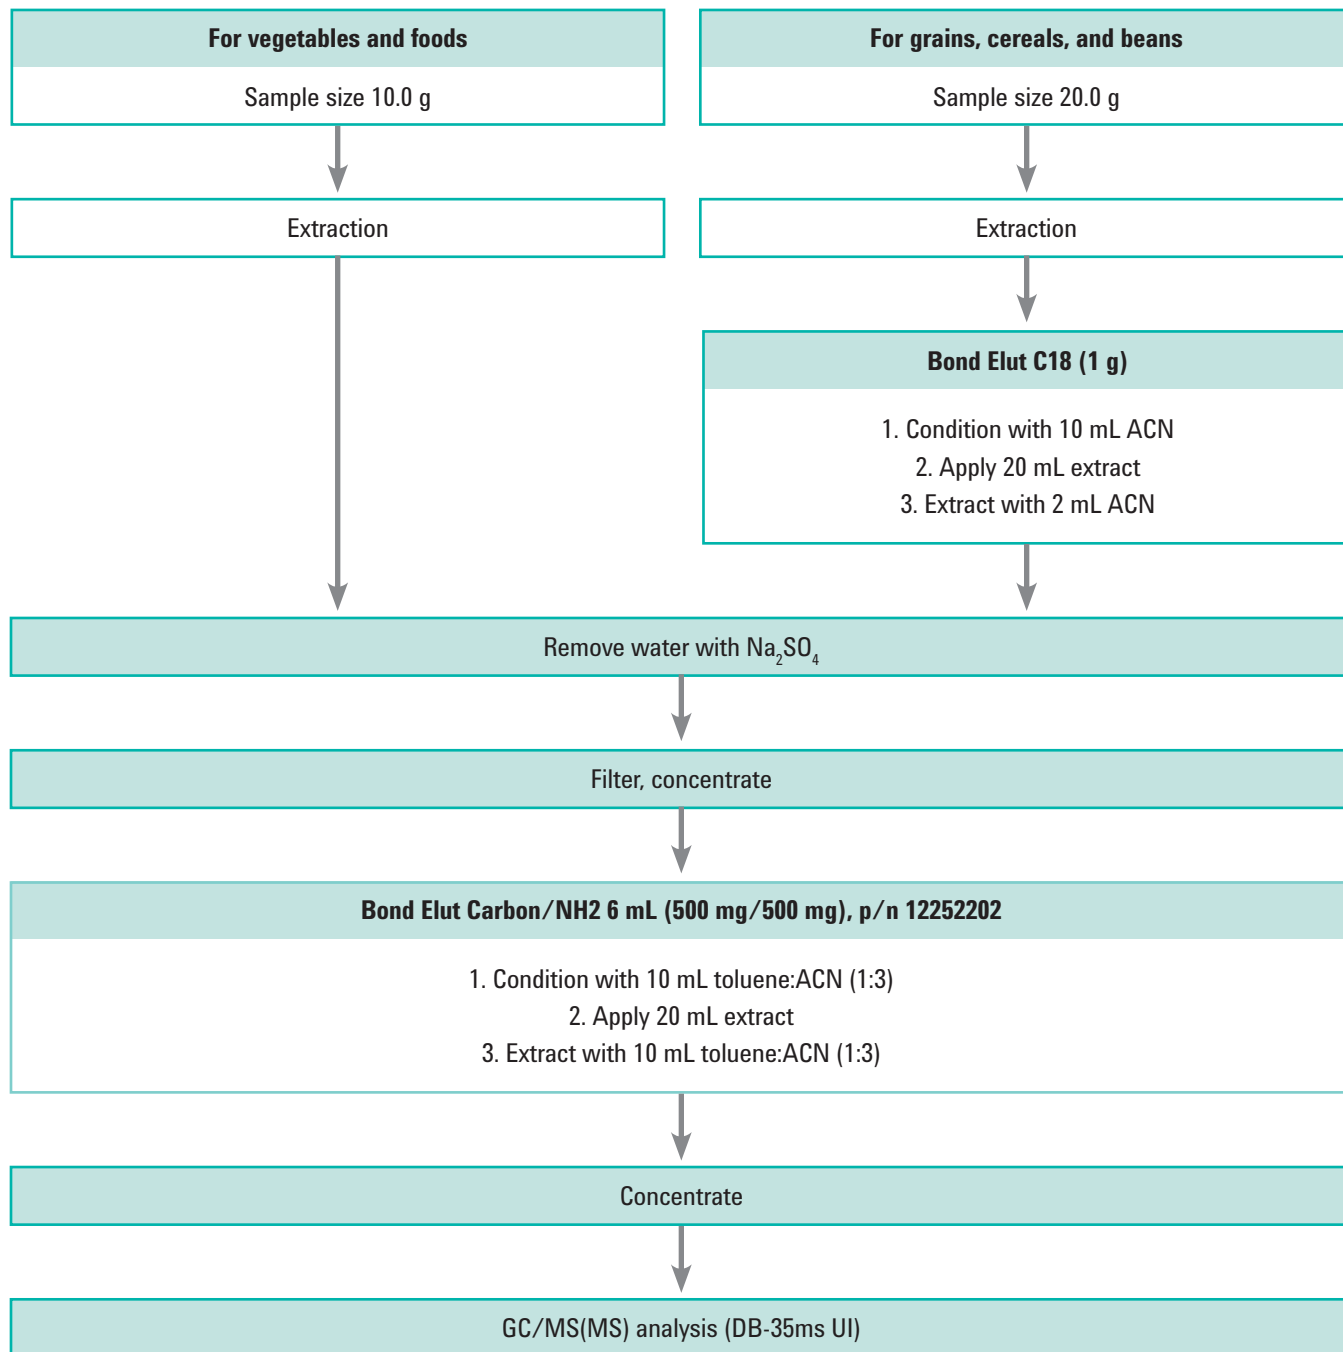 For vegetables and foods
Sample size 10.0 g
For grains, cereals, and beans
Sample size 20.0 g
Extraction
Extraction
Bond Elut C18 (1 g)
1. Condition with 10 mL ACN
2. Apply 20 mL extract
3. Extract with 2 mL ACN
Remove water with Na₂SO₄
Filter, concentrate
Bond Elut Carbon/NH2 6 mL (500 mg/500 mg), p/n 12252202
1. Condition with 10 mL toluene:ACN (1:3)
2. Apply 20 mL extract
3. Extract with 10 mL toluene:ACN (1:3)
Concentrate
GC/MS(MS) analysis (DB-35ms UI)